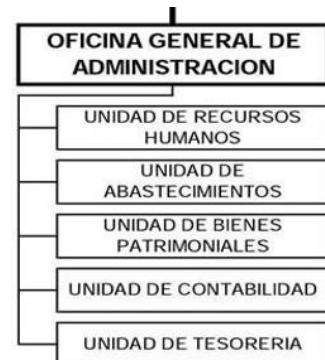 OFICINA GENERAL DE
ADMINISTRACION
UNIDAD DE RECURSOS
HUMANOS
UNIDAD DE
ABASTECIMIENTOS
UNIDAD DE BIENES
PATRIMONIALES
UNIDAD DE CONTABILIDAD
UNIDAD DE TESORERIA